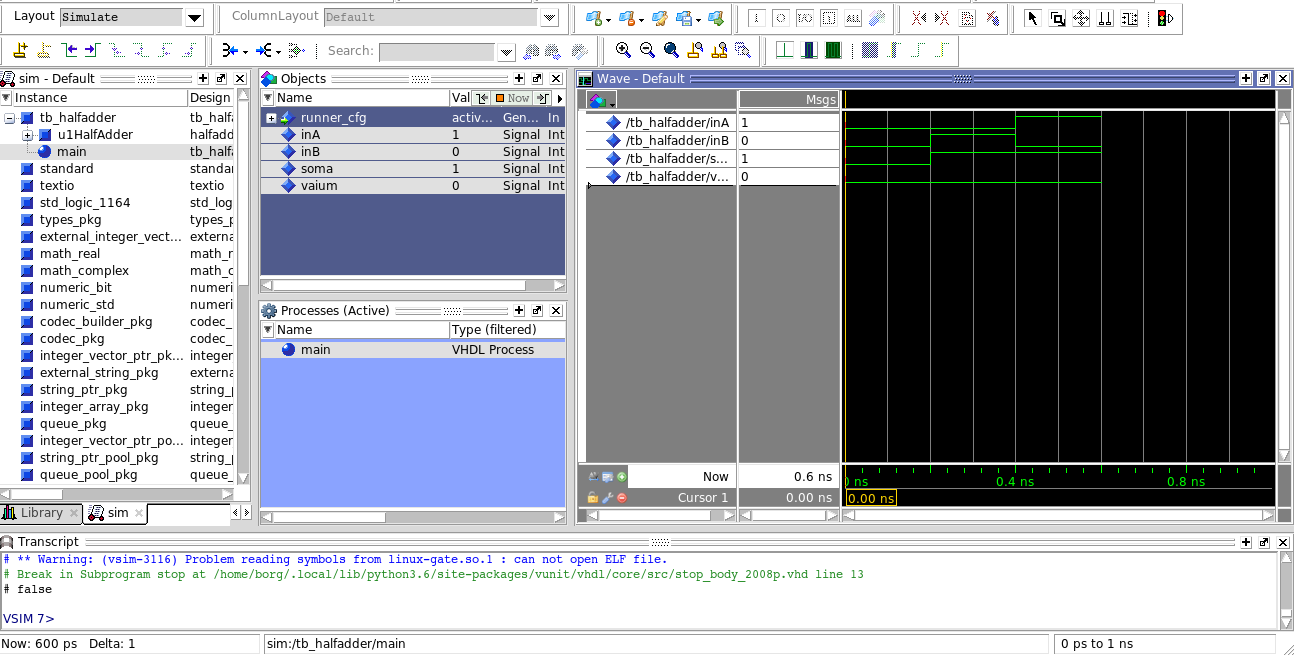 Layout Simulate ColumnLayout Default
ALL
Search:
sim - Default
Instance Design
tb_halfadder tb_halfa
u1HalfAdder halfadd
main tb_halfa
standard standar
textio textio
std_logic_1164 std_log
types_pkg types_p
external_integer_vect... externa
math_real math_r
math_complex math_c
numeric_bit numeri
numeric_std numeri
codec_builder_pkg codec_
codec_pkg codec_
integer_vector_ptr_pk... integer
external_string_pkg externa
string_ptr_pkg string_p
integer_array_pkg integer
queue_pkg queue_
integer_vector_ptr_po... integer
string_ptr_pool_pkg string_p
queue_pool_pkg queue_
Library sim
Objects
Name Val Now
runner_cfg activ... Gen... In
inA 1 Signal Int
inB 0 Signal Int
soma 1 Signal Int
vaium 0 Signal Int
Processes (Active)
Name Type (filtered)
main VHDL Process
Wave - Default
Msgs
/tb_halfadder/inA 1
/tb_halfadder/inB 0
/tb_halfadder/s... 1
/tb_halfadder/v... 0
Now 0.6 ns ns 0.4 ns 0.8 ns
Cursor 1 0.00 ns 0.00 ns
Transcript
# ** Warning: (vsim-3116) Problem reading symbols from linux-gate.so.1 : can not open ELF file.
# Break in Subprogram stop at /home/borg/.local/lib/python3.6/site-packages/vunit/vhdl/core/src/stop_body_2008p.vhd line 13
# false
VSIM 7>
Now: 600 ps Delta: 1 sim:/tb_halfadder/main 0 ps to 1 ns